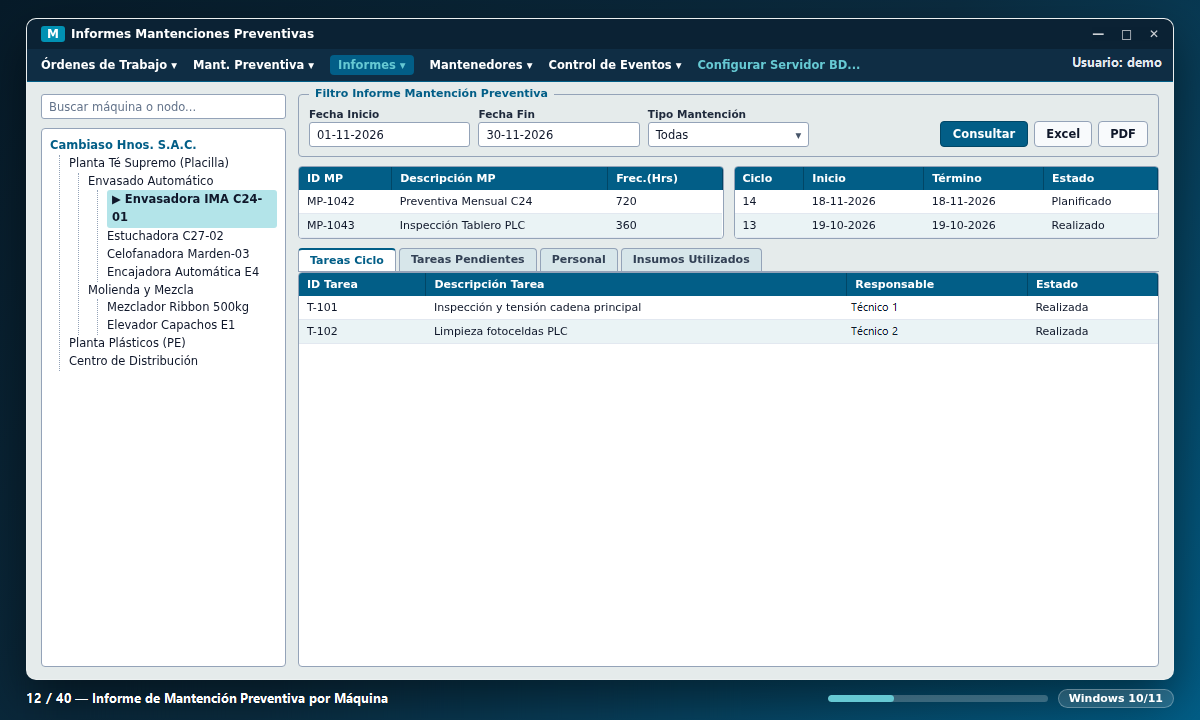 M Informes Mantenciones Preventivas
Órdenes de Trabajo ▾ Mant. Preventiva ▾ Informes ▾ Mantenedores ▾ Control de Eventos ▾ Configurar Servidor BD... Usuario: demo
Buscar máquina o nodo...
Cambiaso Hnos. S.A.C.
Planta Té Supremo (Placilla)
Envasado Automático
▶ Envasadora IMA C24-
01
Estuchadora C27-02
Celofanadora Marden-03
Encajadora Automática E4
Molienda y Mezcla
Mezclador Ribbon 500kg
Elevador Capachos E1
Planta Plásticos (PE)
Centro de Distribución
Filtro Informe Mantención Preventiva
Fecha Inicio Fecha Fin Tipo Mantención
01-11-2026 30-11-2026 Todas ▾ Consultar Excel PDF
ID MP Descripción MP Frec.(Hrs)
MP-1042 Preventiva Mensual C24 720
MP-1043 Inspección Tablero PLC 360
Ciclo Inicio Término Estado
14 18-11-2026 18-11-2026 Planificado
13 19-10-2026 19-10-2026 Realizado
Tareas Ciclo Tareas Pendientes Personal Insumos Utilizados
ID Tarea Descripción Tarea Responsable Estado
T-101 Inspección y tensión cadena principal Técnico 1 Realizada
T-102 Limpieza fotoceldas PLC Técnico 2 Realizada
12 / 40 — Informe de Mantención Preventiva por Máquina Windows 10/11